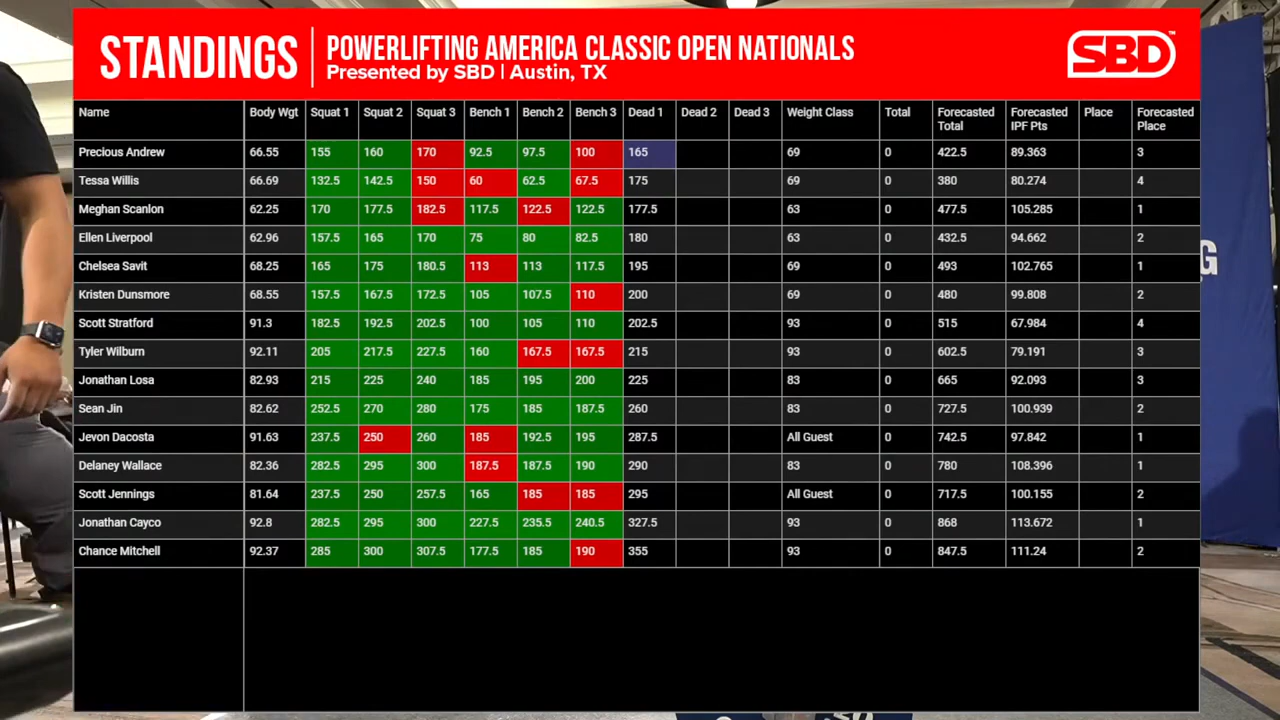 STANDINGS
POWERLIFTING AMERICA CLASSIC OPEN NATIONALS
Presented by SBD | Austin, TX
SBD™
Name Body Wgt Squat 1 Squat 2 Squat 3 Bench 1 Bench 2 Bench 3 Dead 1 Dead 2 Dead 3 Weight Class Total Forecasted Total Forecasted IPF Pts Place Forecasted Place
Precious Andrew 66.55 155 160 170 92.5 97.5 100 165 69 0 422.5 89.363 3
Tessa Willis 66.69 132.5 142.5 150 60 62.5 67.5 175 69 0 380 80.274 4
Meghan Scanlon 62.25 170 177.5 182.5 117.5 122.5 122.5 177.5 63 0 477.5 105.285 1
Ellen Liverpool 62.96 157.5 165 170 75 80 82.5 180 63 0 432.5 94.662 2
Chelsea Savit 68.25 165 175 180.5 113 113 117.5 195 69 0 493 102.765 1
Kristen Dunsmore 68.55 157.5 167.5 172.5 105 107.5 110 200 69 0 480 99.808 2
Scott Stratford 91.3 182.5 192.5 202.5 100 105 110 202.5 93 0 515 67.984 4
Tyler Wilburn 92.11 205 217.5 227.5 160 167.5 167.5 215 93 0 602.5 79.191 3
Jonathan Losa 82.93 215 225 240 185 195 200 225 83 0 665 92.093 3
Sean Jin 82.62 252.5 270 280 175 185 187.5 260 83 0 727.5 100.939 2
Jevon Dacosta 91.63 237.5 250 260 185 192.5 195 287.5 All Guest 0 742.5 97.842 1
Delaney Wallace 82.36 282.5 295 300 187.5 187.5 190 290 83 0 780 108.396 1
Scott Jennings 81.64 237.5 250 257.5 165 185 185 295 All Guest 0 717.5 100.155 2
Jonathan Cayco 92.8 282.5 295 300 227.5 235.5 240.5 327.5 93 0 868 113.672 1
Chance Mitchell 92.37 285 300 307.5 177.5 185 190 355 93 0 847.5 111.24 2